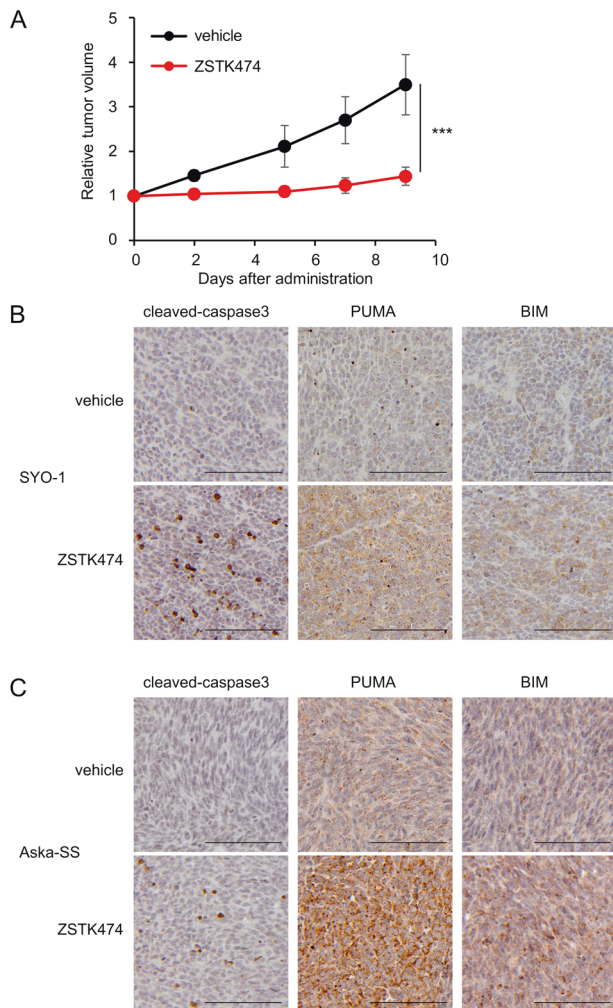 A
Relative tumor volume
5
4
3
2
1
0
vehicle
ZSTK474
***
0 2 4 6 8 10
Days after administration
B
cleaved-caspase3 PUMA BIM
vehicle
SYO-1
ZSTK474
C
cleaved-caspase3 PUMA BIM
vehicle
Aska-SS
ZSTK474